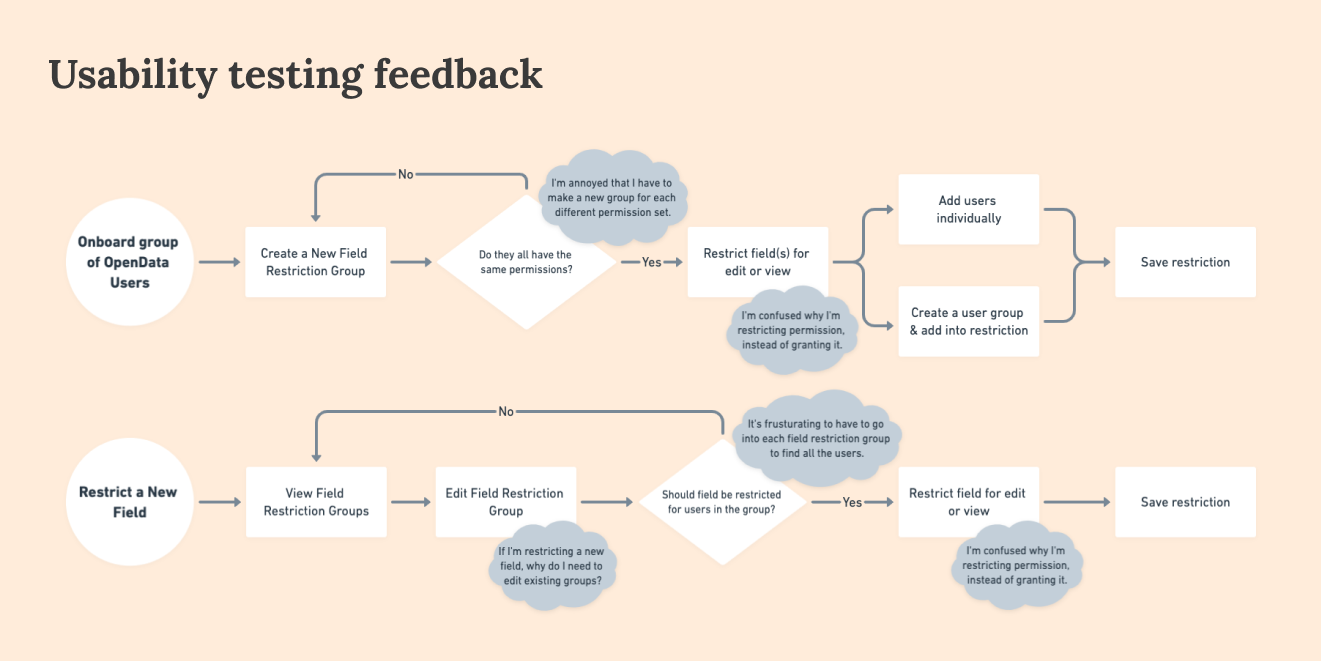 Usability testing feedback
No
I'm annoyed that I have to
make a new group for each
different permission set.
Onboard group
of OpenData
Users
Create a New Field
Restriction Group
Do they all have the
same permissions?
Yes
Restrict field(s) for
edit or view
I'm confused why I'm
restricting permission,
instead of granting it.
Add users
individually
Create a user group
& add into restriction
Save restriction
No
It's frusturating to have to go
into each field restriction group
to find all the users.
Restrict a New
Field
View Field
Restriction Groups
Edit Field Restriction
Group
If I'm restricting a new
field, why do I need to
edit existing groups?
Should field be restricted
for users in the group?
Yes
Restrict field for edit
or view
I'm confused why I'm
restricting permission,
instead of granting it.
Save restriction